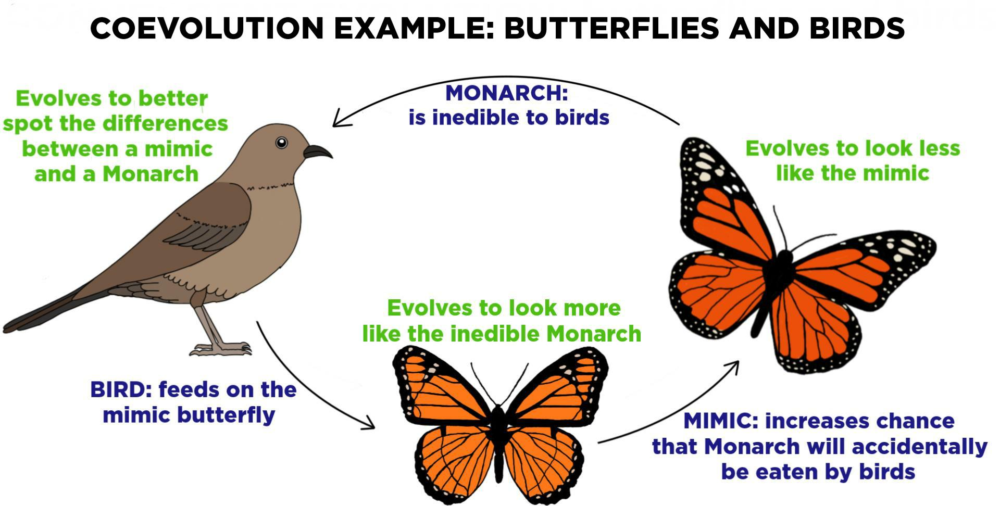 COEVOLUTION EXAMPLE: BUTTERFLIES AND BIRDS
Evolves to better
spot the differences
between a mimic
and a Monarch
MONARCH:
is inedible to birds
Evolves to look less
like the mimic
Evolves to look more
like the inedible Monarch
BIRD: feeds on the
mimic butterfly
MIMIC: increases chance
that Monarch will accidentally
be eaten by birds